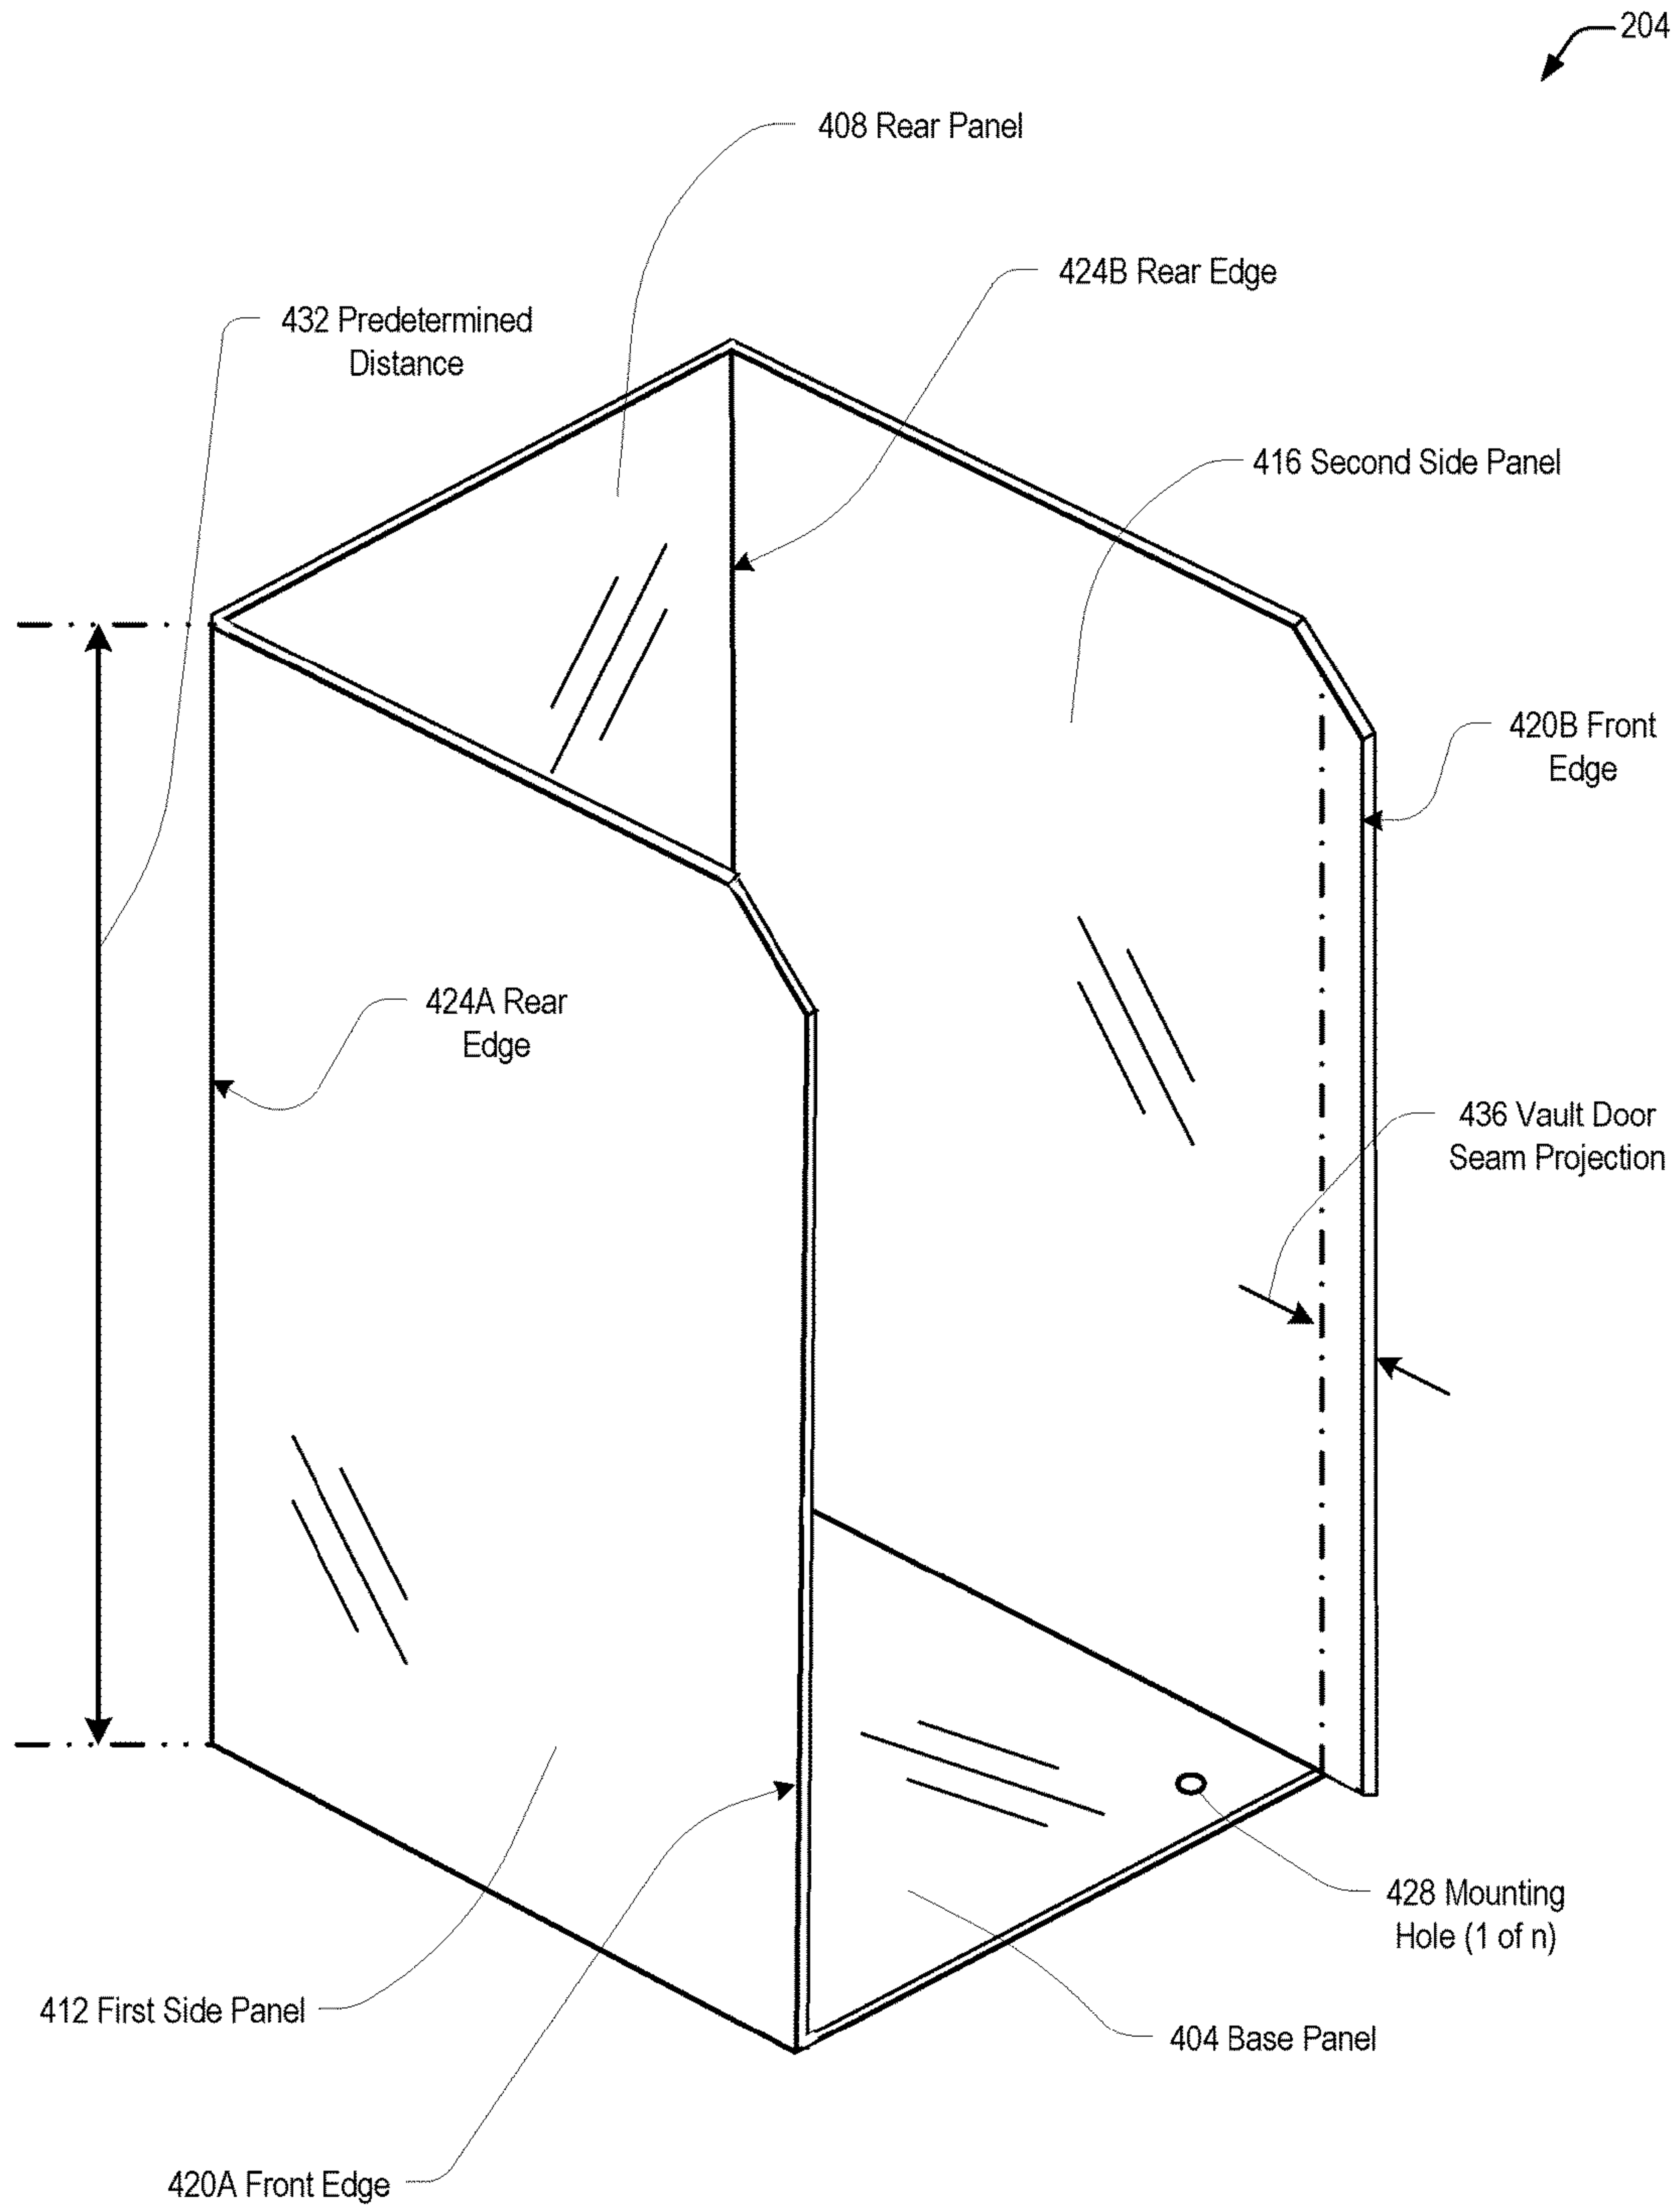 204
408 Rear Panel
424B Rear Edge
432 Predetermined
Distance
416 Second Side Panel
420B Front
Edge
424A Rear
Edge
436 Vault Door
Seam Projection
428 Mounting
Hole (1 of n)
412 First Side Panel
404 Base Panel
420A Front Edge